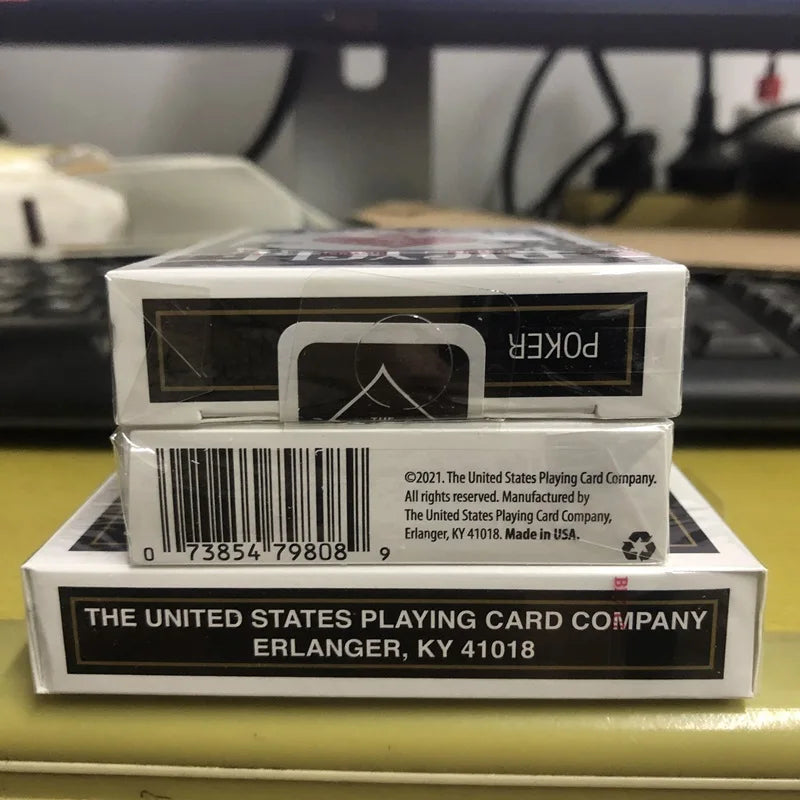 BICYCLE
POKER
THE
©2021. The United States Playing Card Company.
All rights reserved. Manufactured by
The United States Playing Card Company,
Erlanger, KY 41018. Made in USA.
0 73854 79808 9
THE UNITED STATES PLAYING CARD COMPANY
ERLANGER, KY 41018